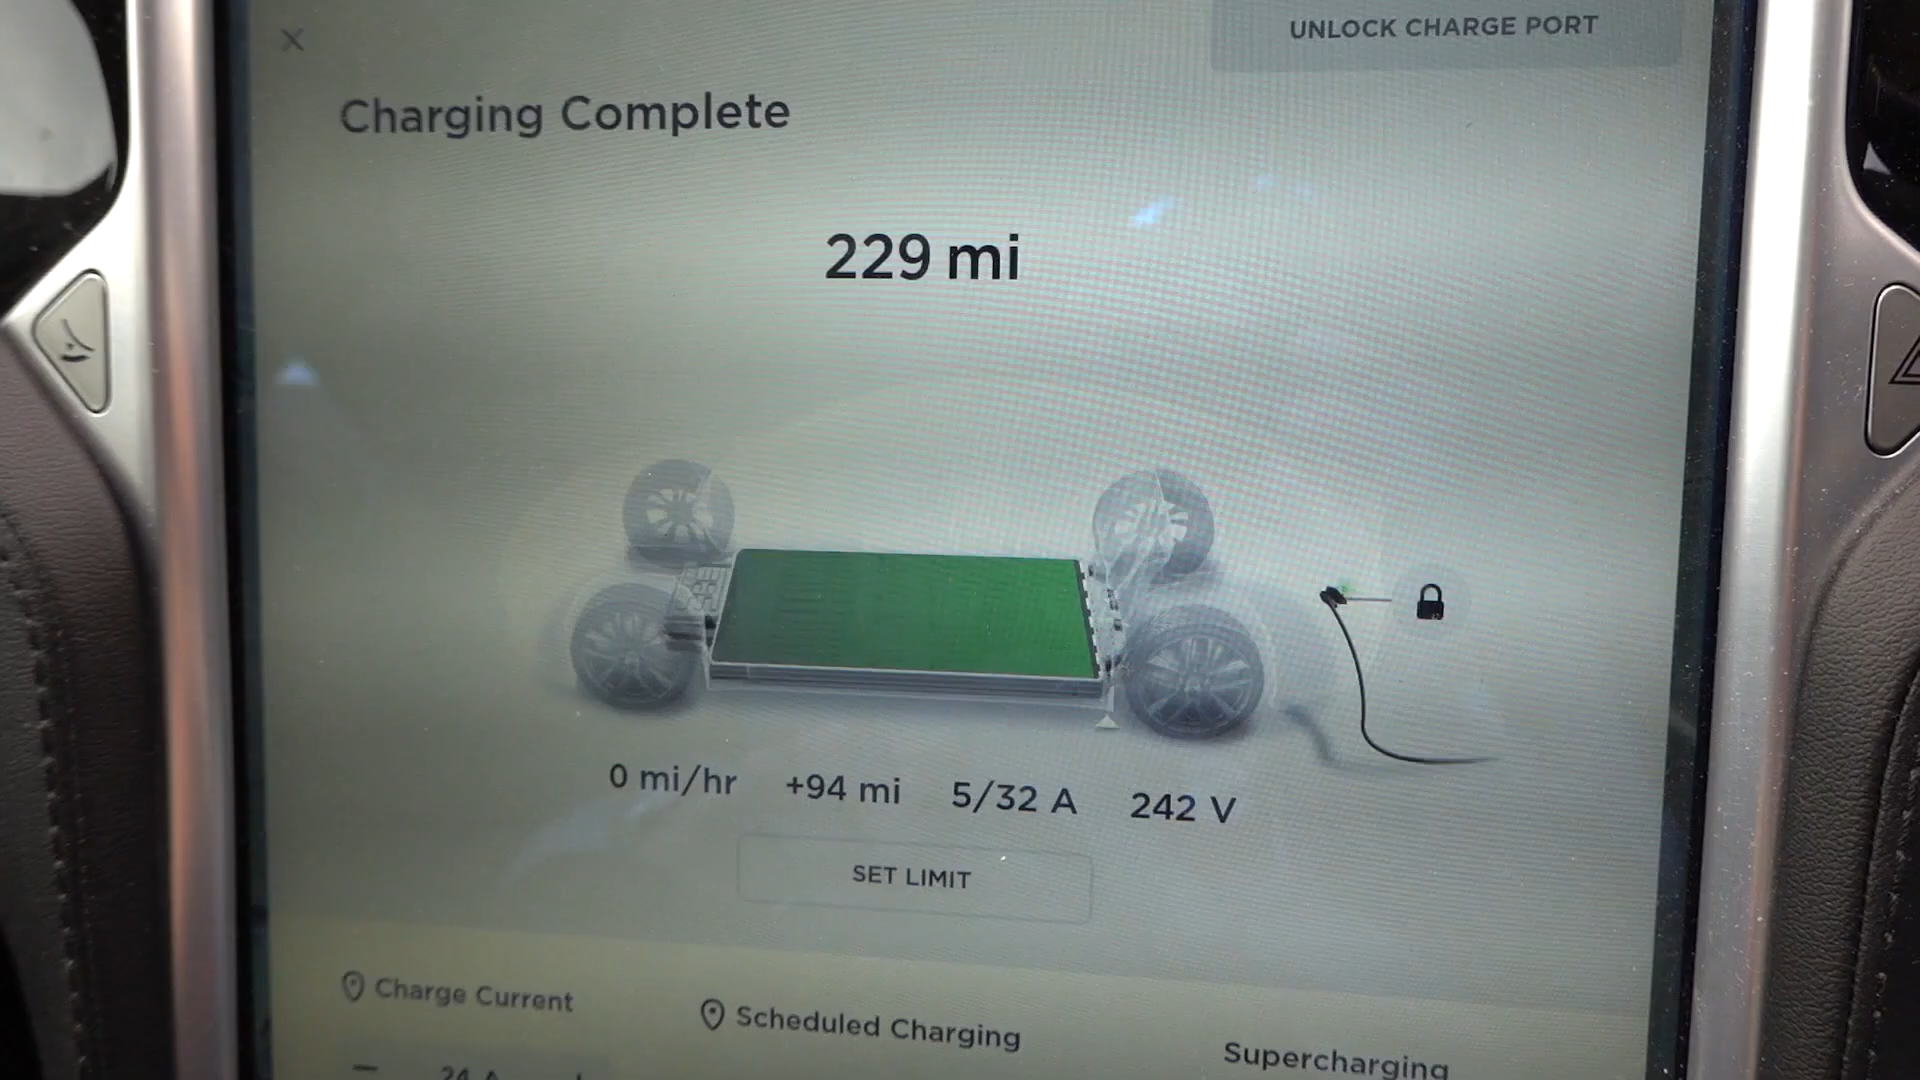 UNLOCK CHARGE PORT
Charging Complete
229 mi
0 mi/hr +94 mi 5/32 A 242 V
SET LIMIT
Charge Current
Scheduled Charging
Supercharging
24 A